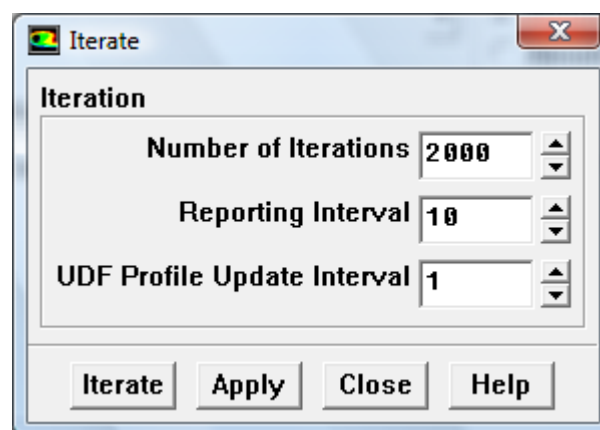 Iterate
Iteration
Number of Iterations 2000
Reporting Interval 10
UDF Profile Update Interval 1
Iterate Apply Close Help